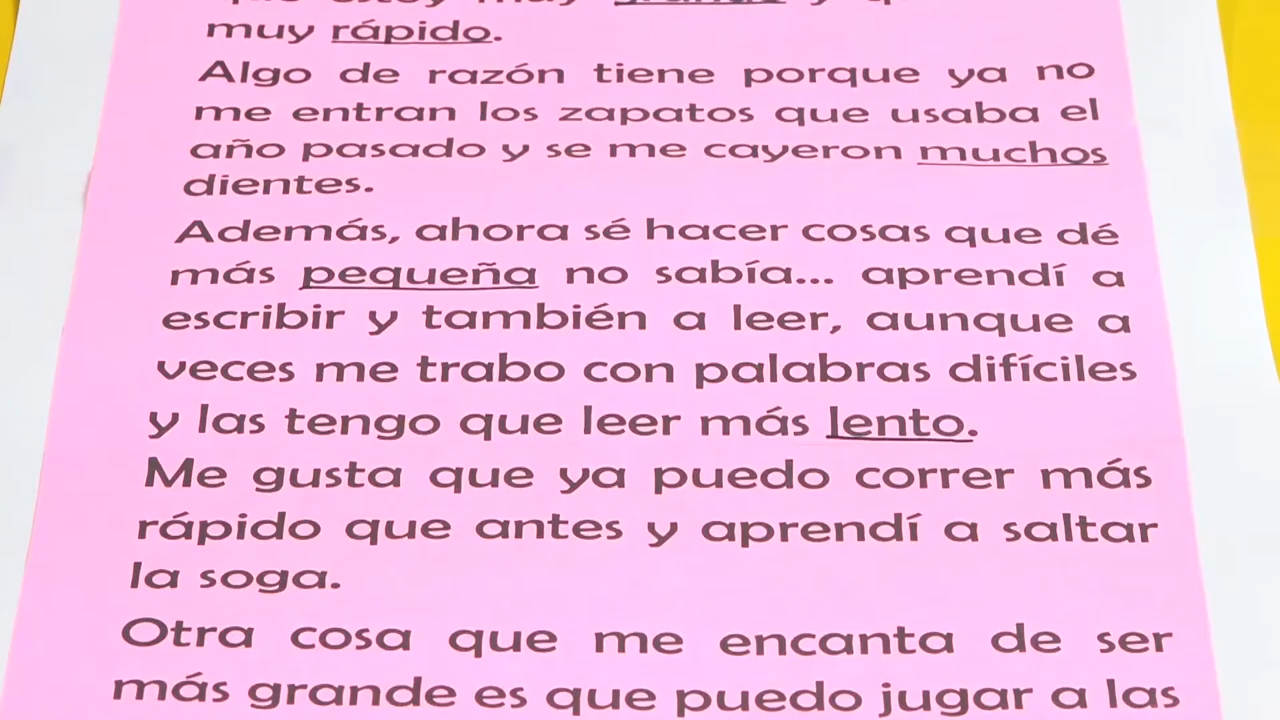 que estoy muy grande y
muy rápido.
Algo de razón tiene porque ya no
me entran los zapatos que usaba el
año pasado y se me cayeron muchos
dientes.
Además, ahora sé hacer cosas que dé
más pequeña no sabía... aprendí a
escribir y también a leer, aunque a
veces me trabo con palabras difíciles
y las tengo que leer más lento.
Me gusta que ya puedo correr más
rápido que antes y aprendí a saltar
la soga.
Otra cosa que me encanta de ser
más grande es que puedo jugar a las